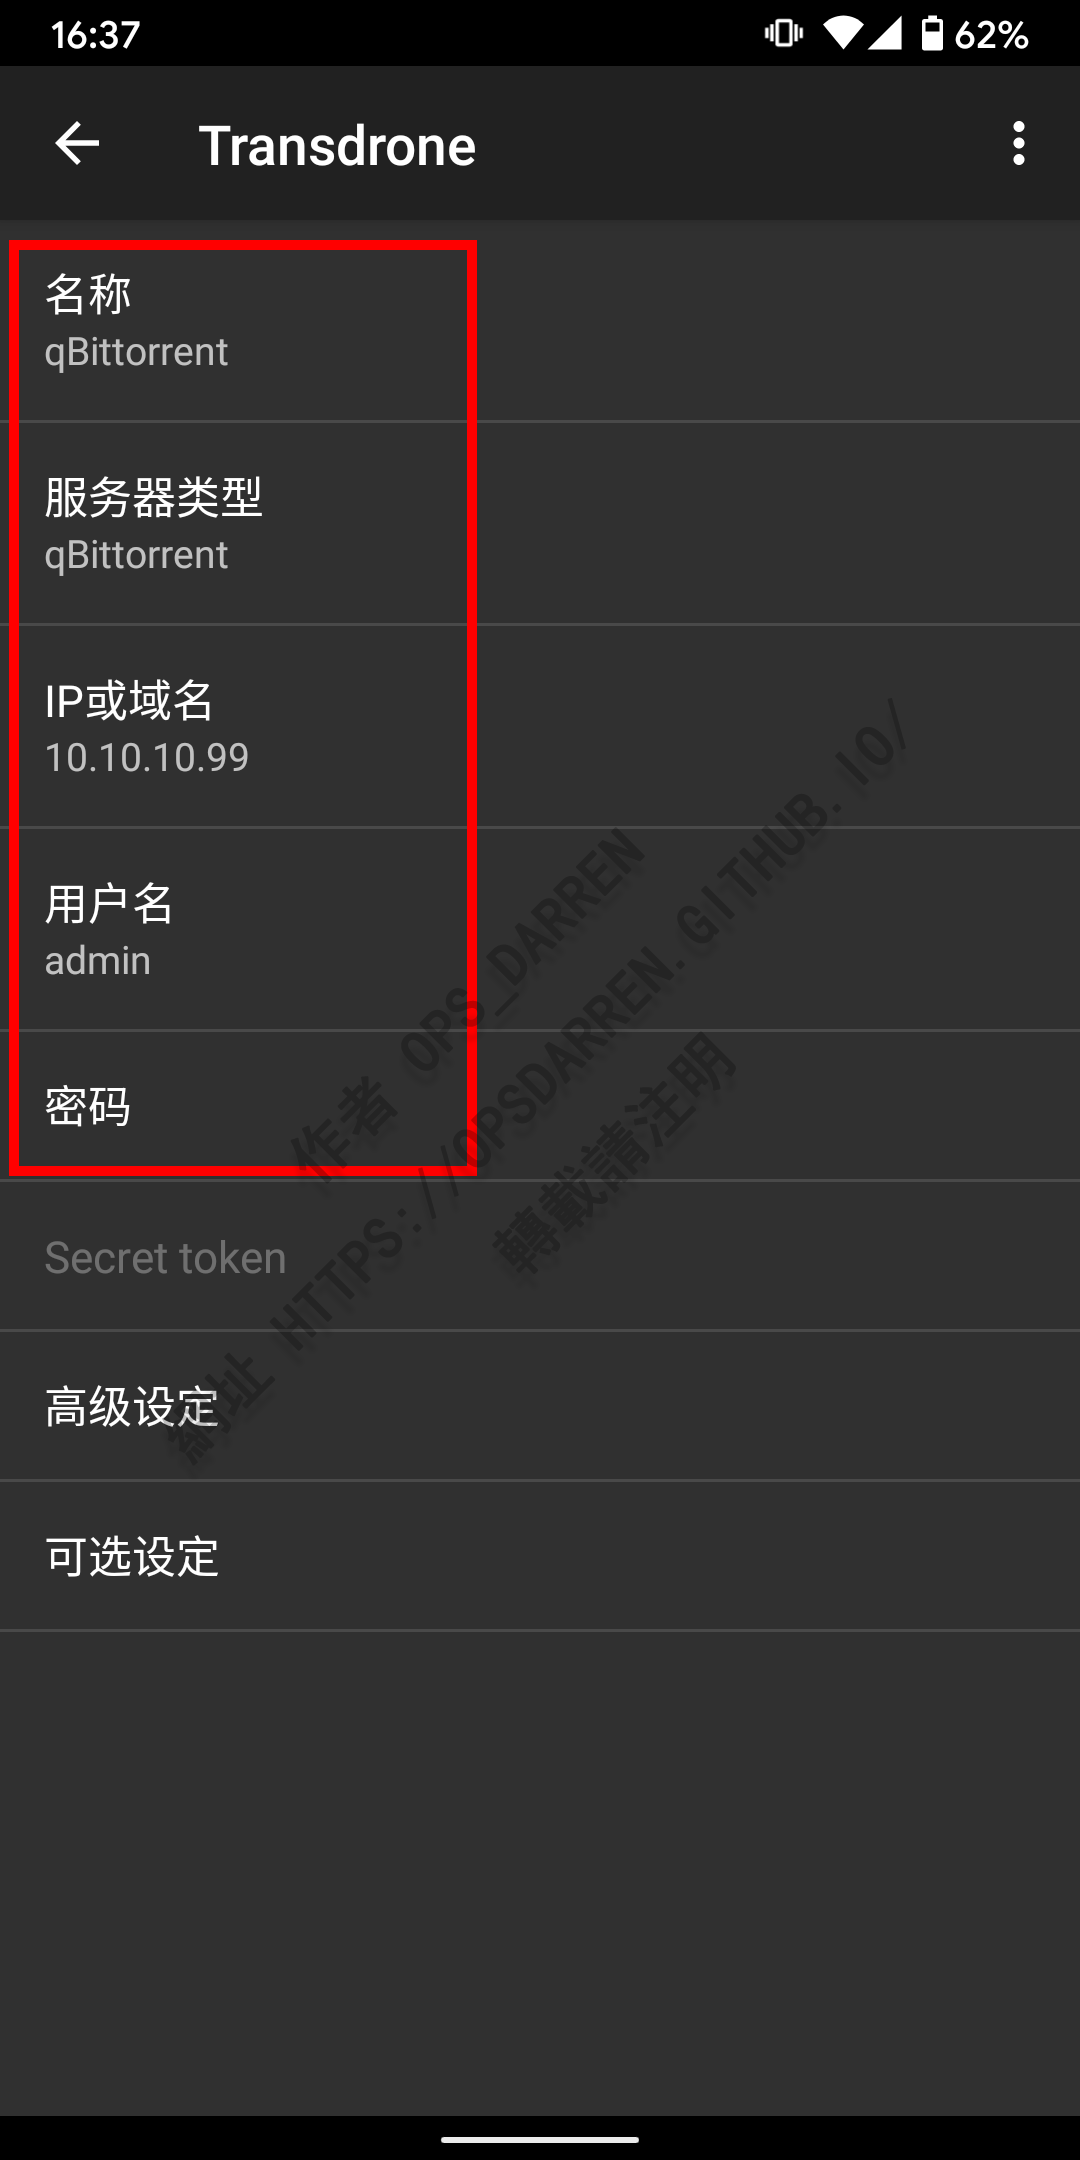 16:37
62%
Transdrone
名称
qBittorrent
服务器类型
qBittorrent
IP或域名
10.10.10.99
用户名
admin
密码
Secret token
高级设定
可选设定
作者 OPS_DARREN
網址 HTTPS://OPSDARREN.GITHUB.IO/
轉載請注明